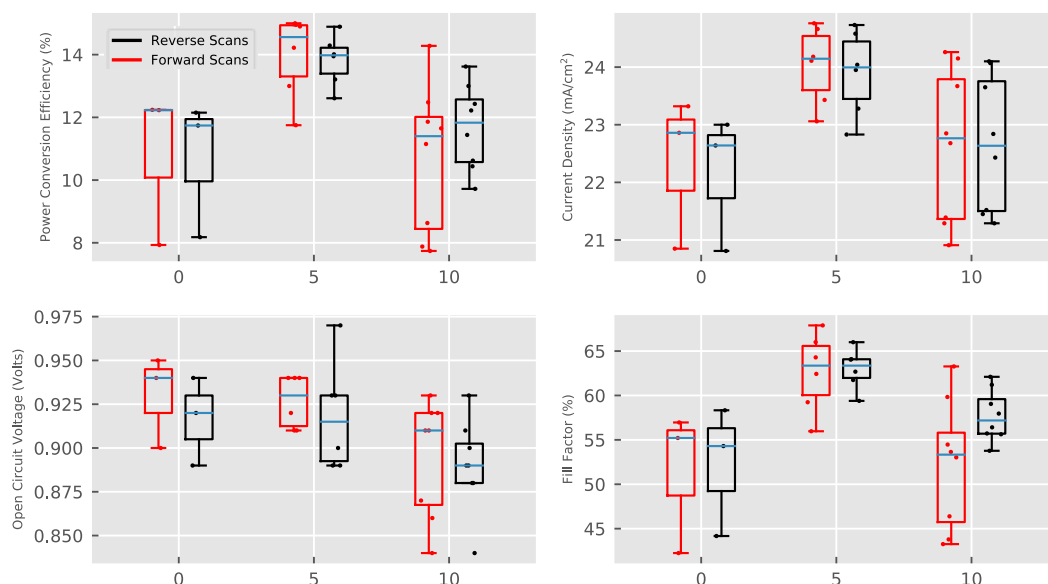 Power Conversion Efficiency (%)
14
12
10
8
Reverse Scans
Forward Scans
0 5 10
Current Density (mA/cm²)
24
23
22
21
0 5 10
Open Circuit Voltage (Volts)
0.975
0.950
0.925
0.900
0.875
0.850
0 5 10
Fill Factor (%)
65
60
55
50
45
0 5 10